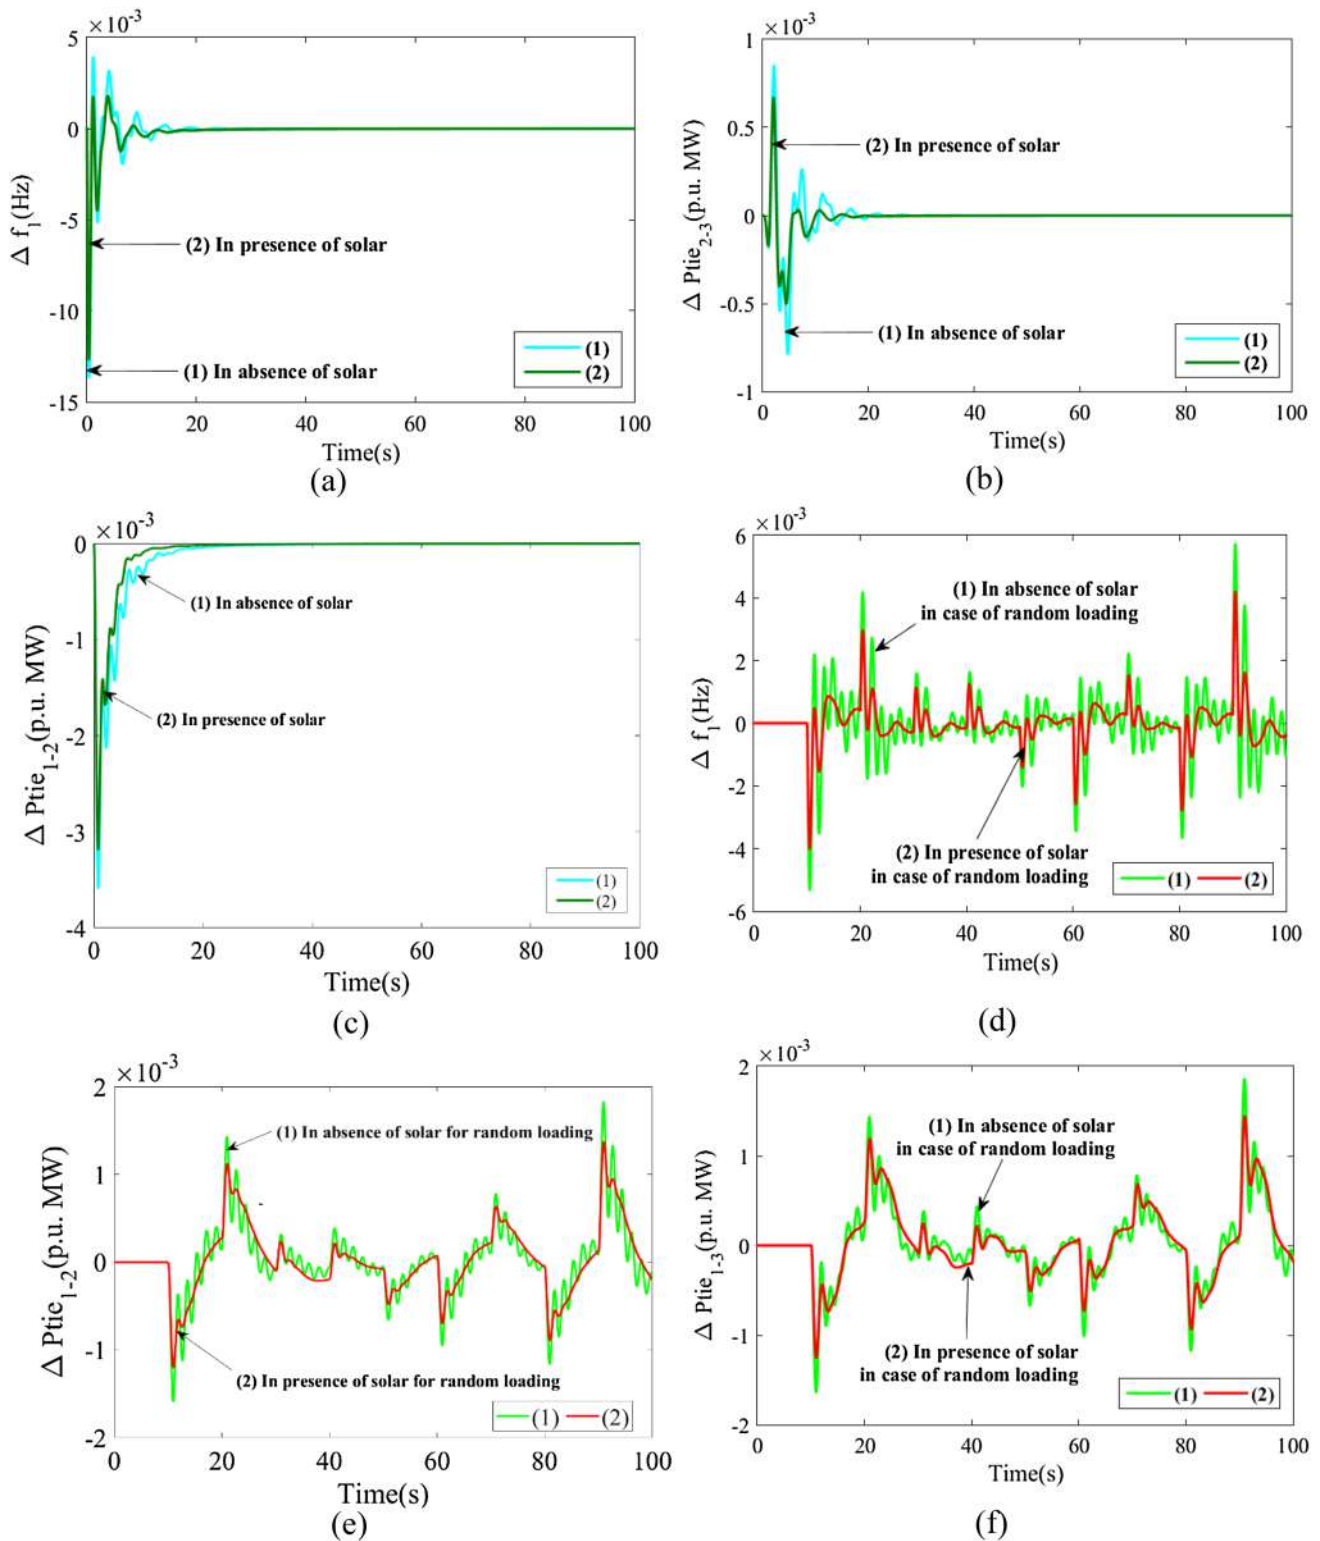 ×10-3
5
0
-5
-10
-15
Δ f1(Hz)
(2) In presence of solar
(1) In absence of solar
(1)
(2)
0 20 40 60 80 100
Time(s)
(a)
×10-3
1
0.5
0
-0.5
-1
Δ Ptie2-3(p.u. MW)
(2) In presence of solar
(1) In absence of solar
(1)
(2)
0 20 40 60 80 100
Time(s)
(b)
×10-3
0
-1
-2
-3
-4
Δ Ptie1-2(p.u. MW)
(1) In absence of solar
(2) In presence of solar
(1)
(2)
0 20 40 60 80 100
Time(s)
(c)
×10-3
6
4
2
0
-2
-4
-6
Δ f1(Hz)
(1) In absence of solar
in case of random loading
(2) In presence of solar
in case of random loading
(1) (2)
0 20 40 60 80 100
Time(s)
(d)
×10-3
2
1
0
-1
-2
Δ Ptie1-2(p.u. MW)
(1) In absence of solar for random loading
(2) In presence of solar for random loading
(1) (2)
0 20 40 60 80 100
Time(s)
(e)
×10-3
2
1
0
-1
-2
Δ Ptie1-3(p.u. MW)
(1) In absence of solar
in case of random loading
(2) In presence of solar
in case of random loading
(1) (2)
0 20 40 60 80 100
Time(s)
(f)